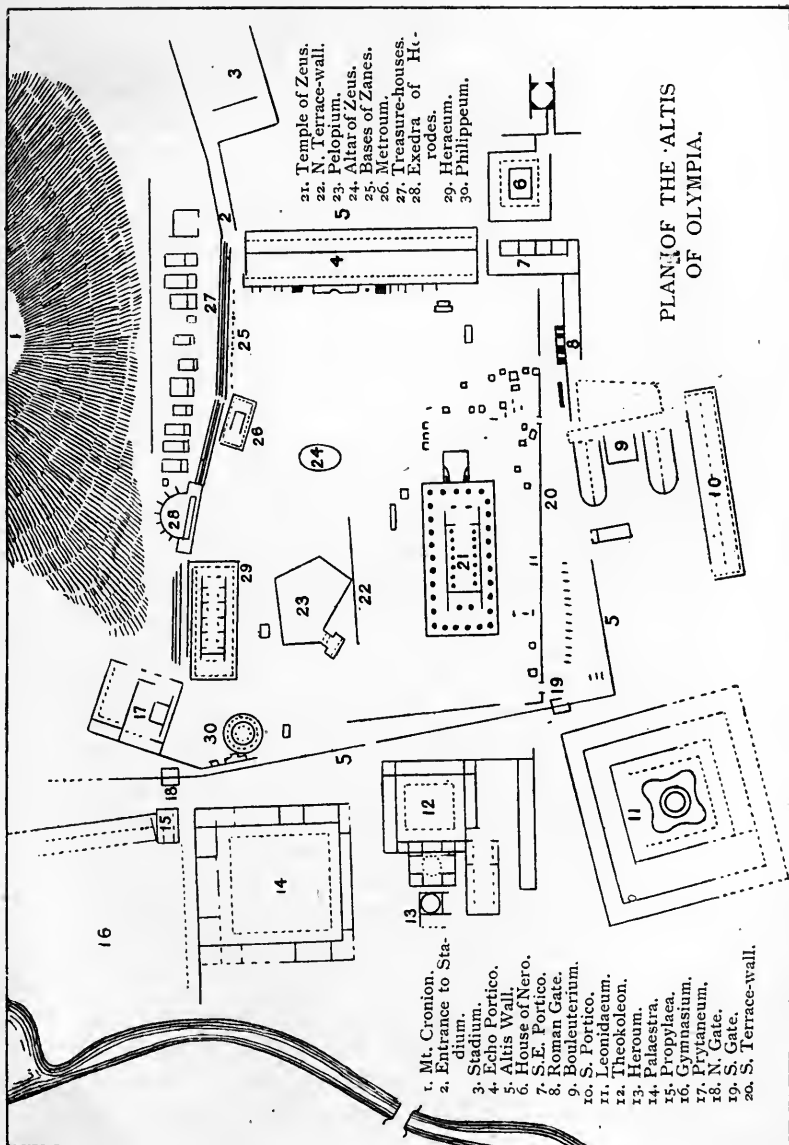 21. Temple of Zeus.
22. N. Terrace-wall.
23. Pelopium.
24. Altar of Zeus.
25. Bases of Zanes.
26. Metroum.
27. Treasure-houses.
28. Exedra of He-
rodes.
29. Heraeum.
30. Philippeum.
PLAN OF THE ALTIS
OF OLYMPIA.
1. Mt. Cronion.
2. Entrance to Sta-
dium.
3. Stadium.
4. Echo Portico.
5. Altis Wall.
6. House of Nero.
7. S.E. Portico.
8. Roman Gate.
9. Bouleuterium.
10. S. Portico.
11. Leonidaeum.
12. Theokoleon.
13. Heroum.
14. Palaestra.
15. Propylaea.
16. Gymnasium.
17. Prytaneum.
18. N. Gate.
19. S. Gate.
20. S. Terrace-wall.
1
3
2
27
25
5
4
6
7
26
28
24
8
29
23
22
21
20
9
10
17
30
5
19
5
18
15
12
11
14
13
16